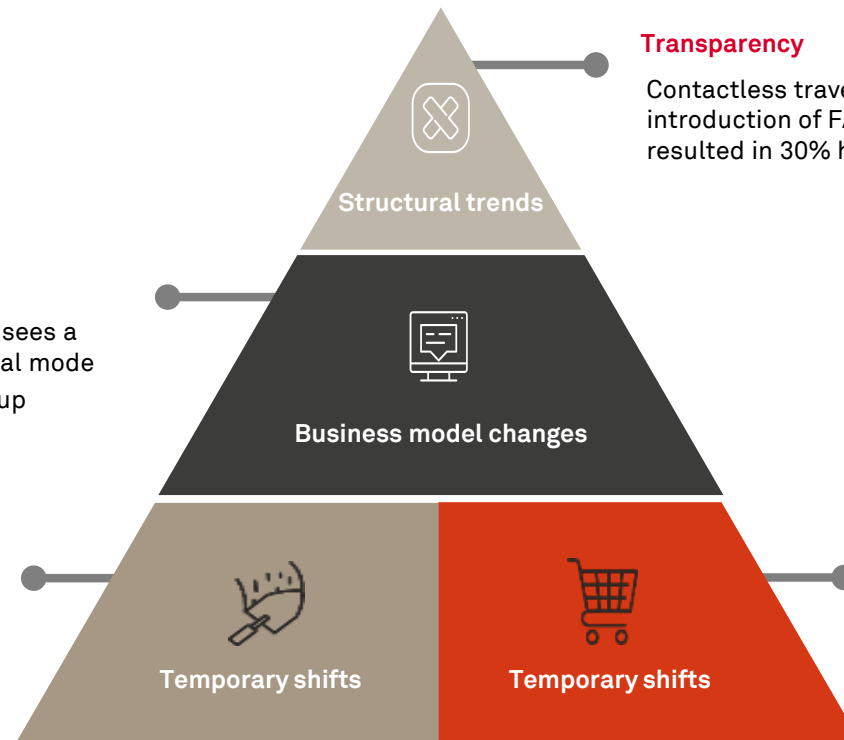 Transparency
Contactless
introduction of
resulted in 30%
Structural trends
sees a
mode
up
Business model changes
Temporary shifts
Temporary shifts